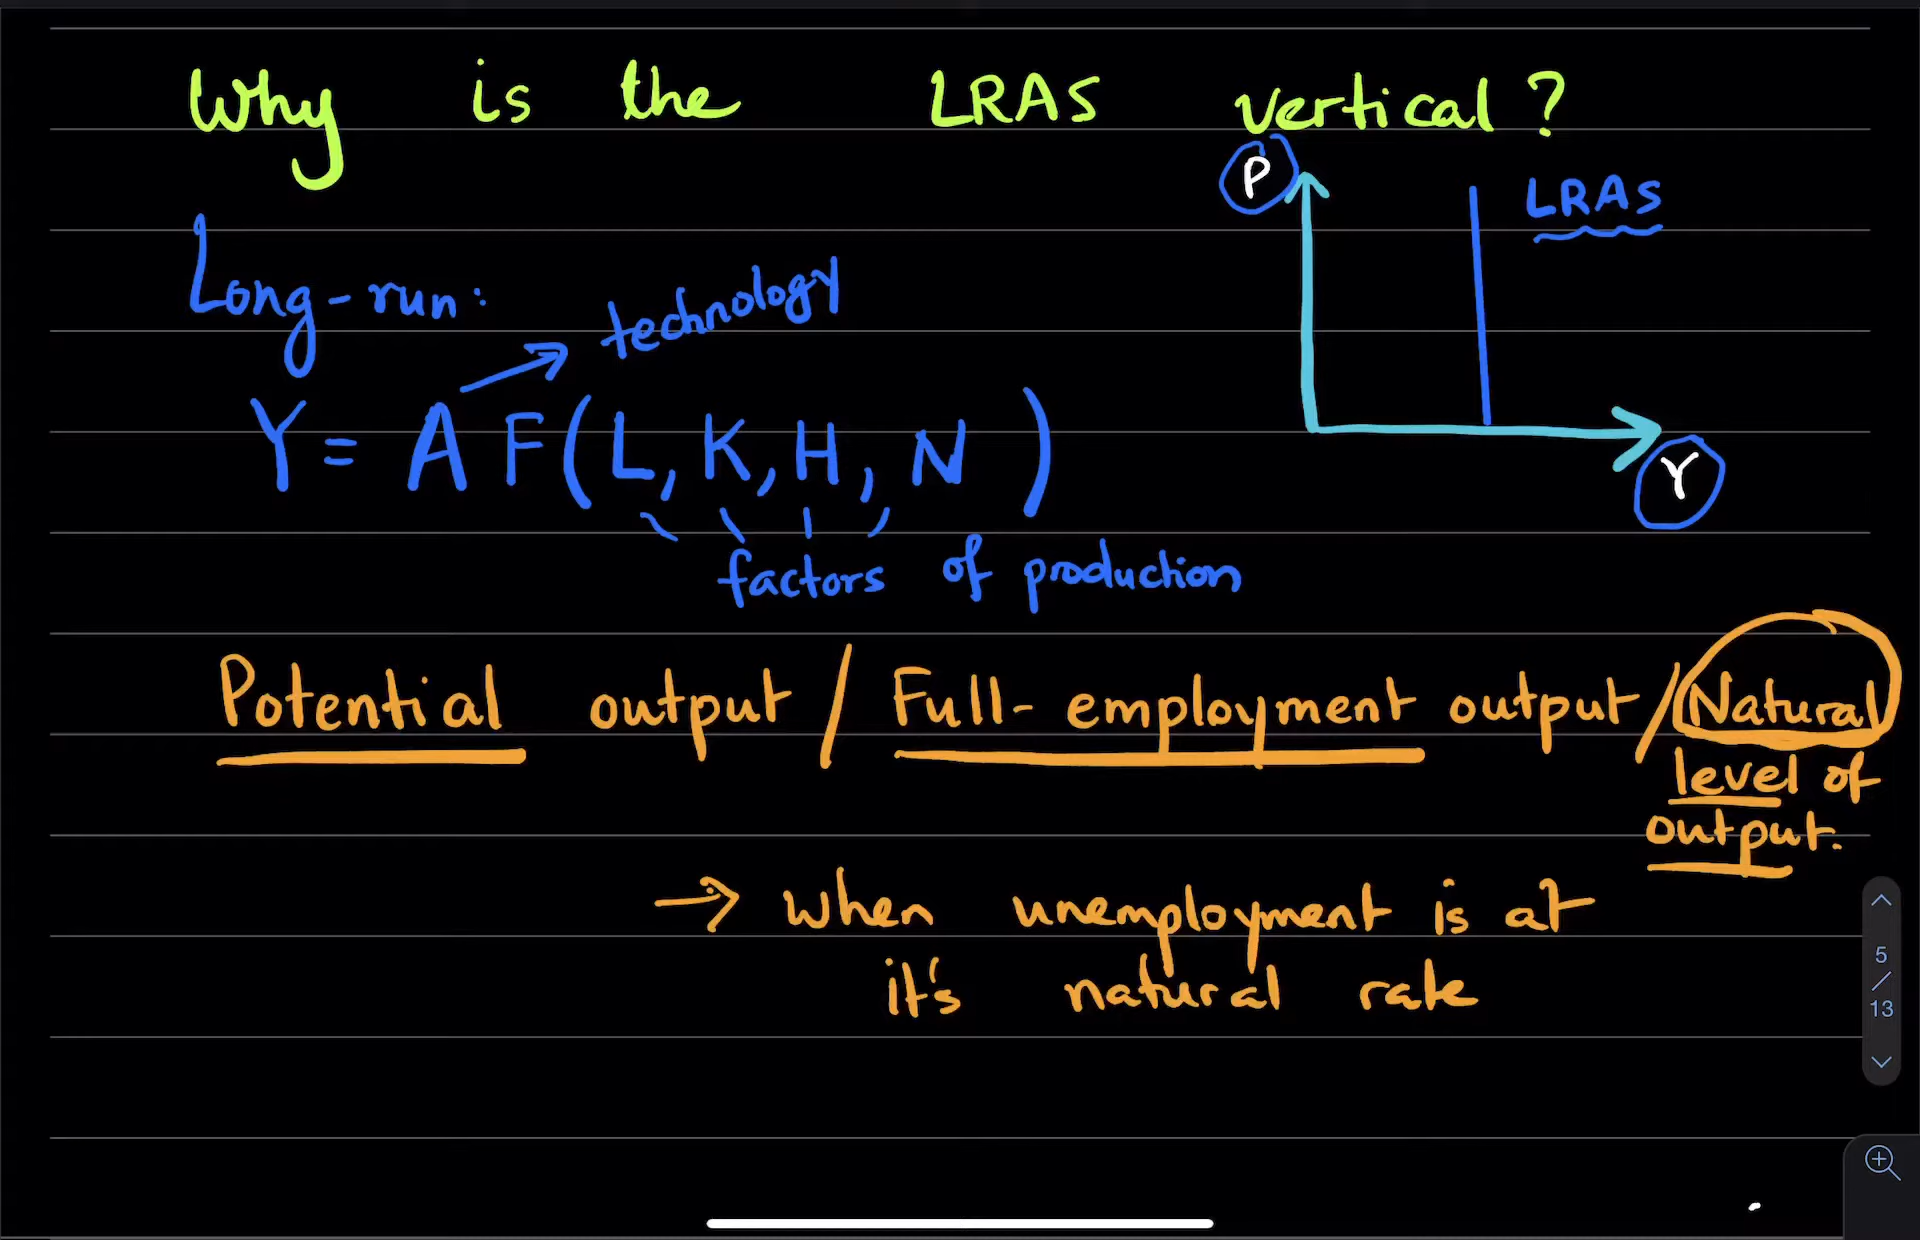 Why is the LRAS vertical?
P
LRAS
Long-run:
technology
Y = A F(L, K, H, N)
Y
factors of production
Potential output / Full-employment output / Natural
level of
output.
→ when unemployment is at
it's natural rate
5
/
13